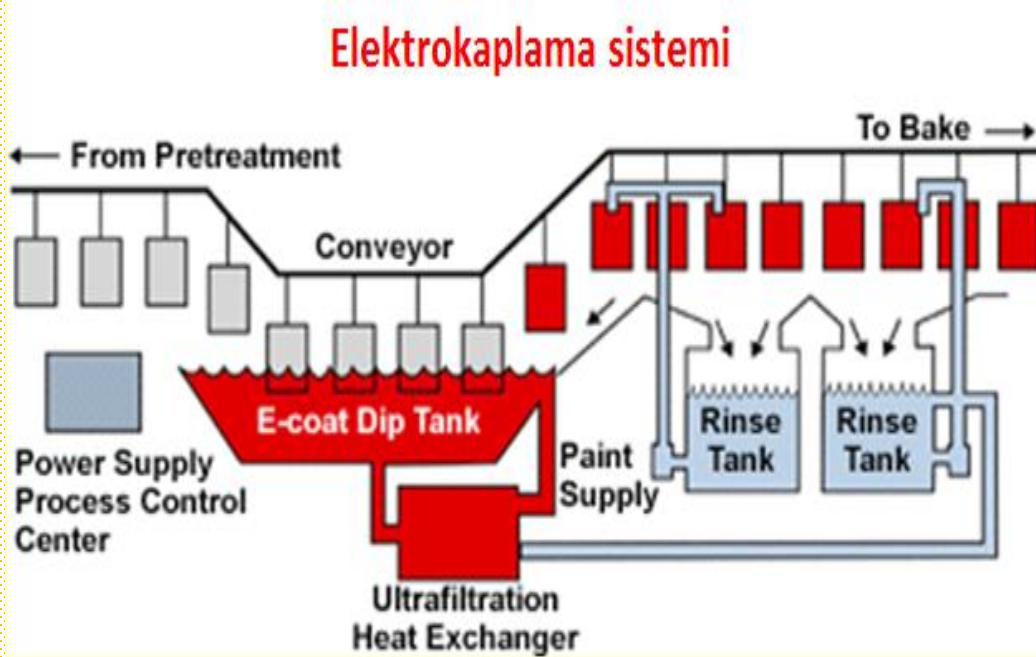 Elektrokaplama sistemi
To Bake
From Pretreatment
Conveyor
E-coat Dip Tank
Rinse
Tank
Rinse
Tank
Paint
Supply
Power Supply
Process Control
Center
Ultrafiltration
Heat Exchanger